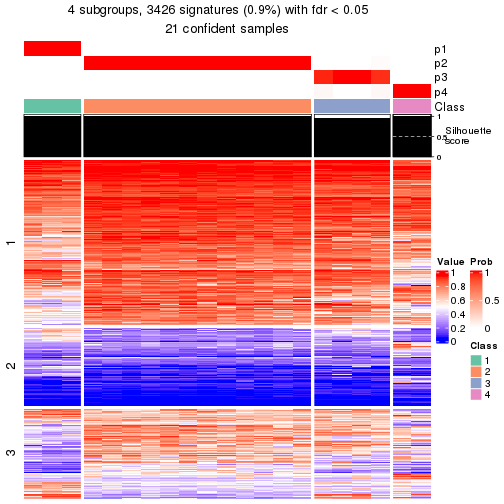 4 subgroups, 3426 signatures (0.9%) with fdr < 0.05
21 confident samples
p1
p2
p3
p4
Class
1
0.5
0
Silhouette
score
1
2
3
Value
1
0.8
0.6
0.4
0.2
0
Prob
1
0.5
0
Class
1
2
3
4